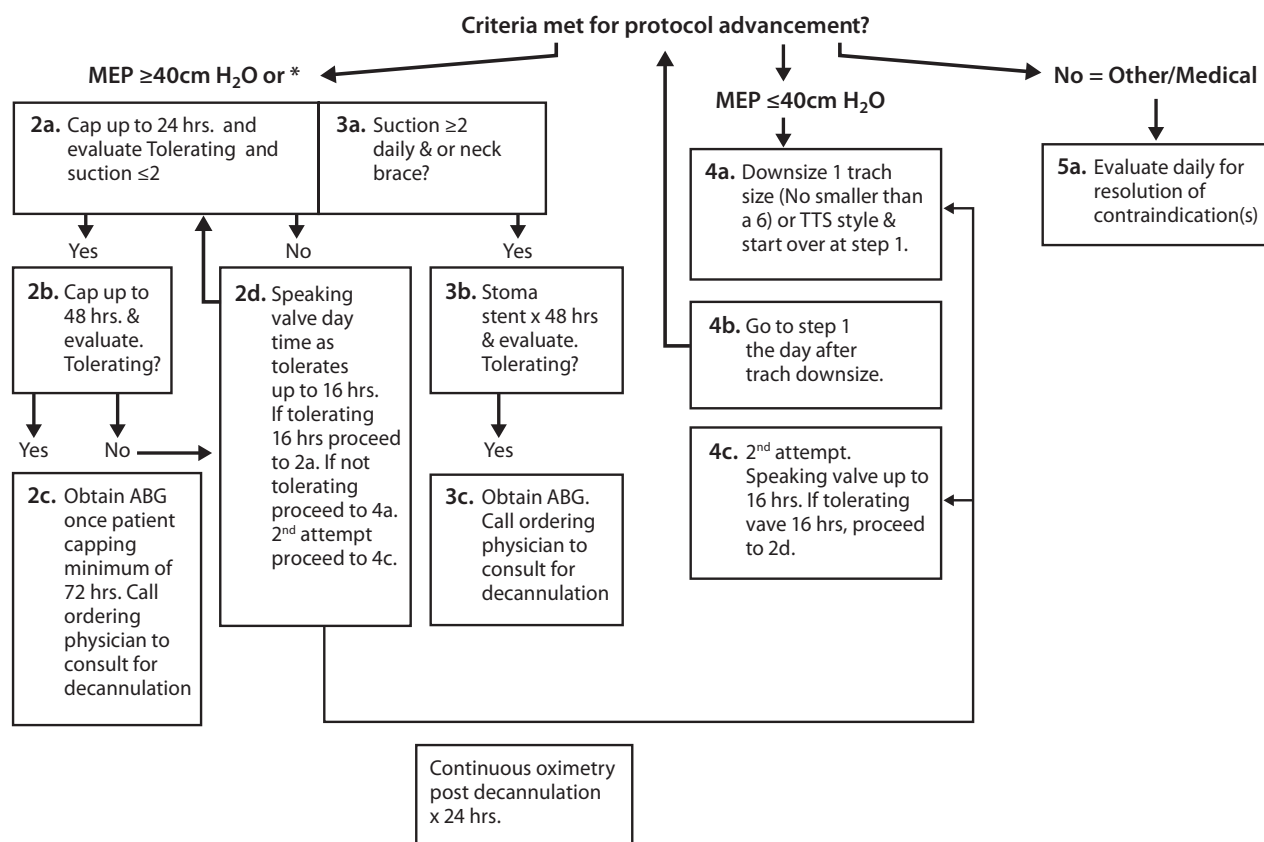 Criteria met for protocol advancement?
MEP ≥40cm H₂O or *
MEP ≤40cm H₂O
No = Other/Medical
2a. Cap up to 24 hrs. and
evaluate Tolerating and
suction ≤2
3a. Suction ≥2
daily & or neck
brace?
4a. Downsize 1 trach
size (No smaller than
a 6) or TTS style &
start over at step 1.
5a. Evaluate daily for
resolution of
contraindication(s)
Yes
No
Yes
2b. Cap up to
48 hrs. &
evaluate.
Tolerating?
2d. Speaking
valve day
time as
tolerates
up to 16 hrs.
If tolerating
16 hrs proceed
to 2a. If not
tolerating
proceed to 4a.
2nd attempt
proceed to 4c.
3b. Stoma
stent x 48 hrs
& evaluate.
Tolerating?
4b. Go to step 1
the day after
trach downsize.
Yes
No
Yes
4c. 2nd attempt.
Speaking valve up to
16 hrs. If tolerating
vave 16 hrs, proceed
to 2d.
2c. Obtain ABG
once patient
capping
minimum of
72 hrs. Call
ordering
physician to
consult for
decannulation
3c. Obtain ABG.
Call ordering
physician to
consult for
decannulation
Continuous oximetry
post decannulation
x 24 hrs.